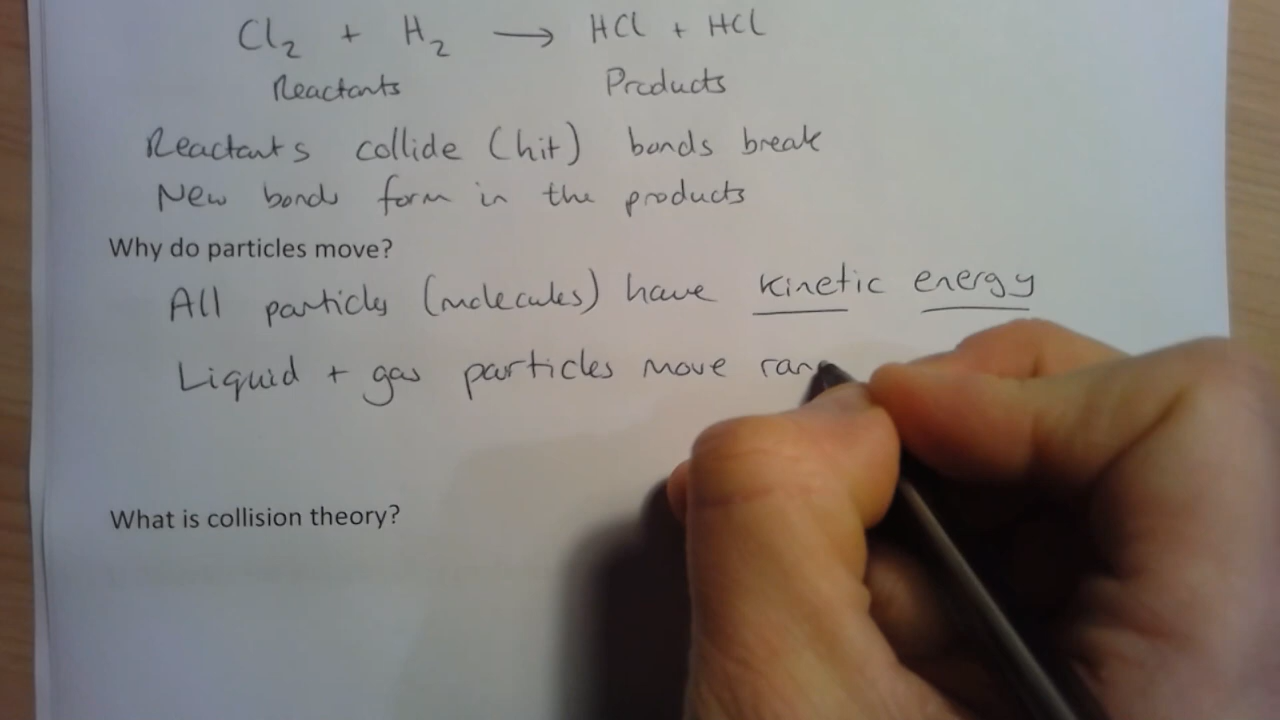 Cl₂ + H₂ → HCl + HCl
Reactants Products
Reactants collide (hit) bonds break
New bonds form in the products
Why do particles move?
All particles (molecules) have kinetic energy
Liquid + gas particles move ran
What is collision theory?